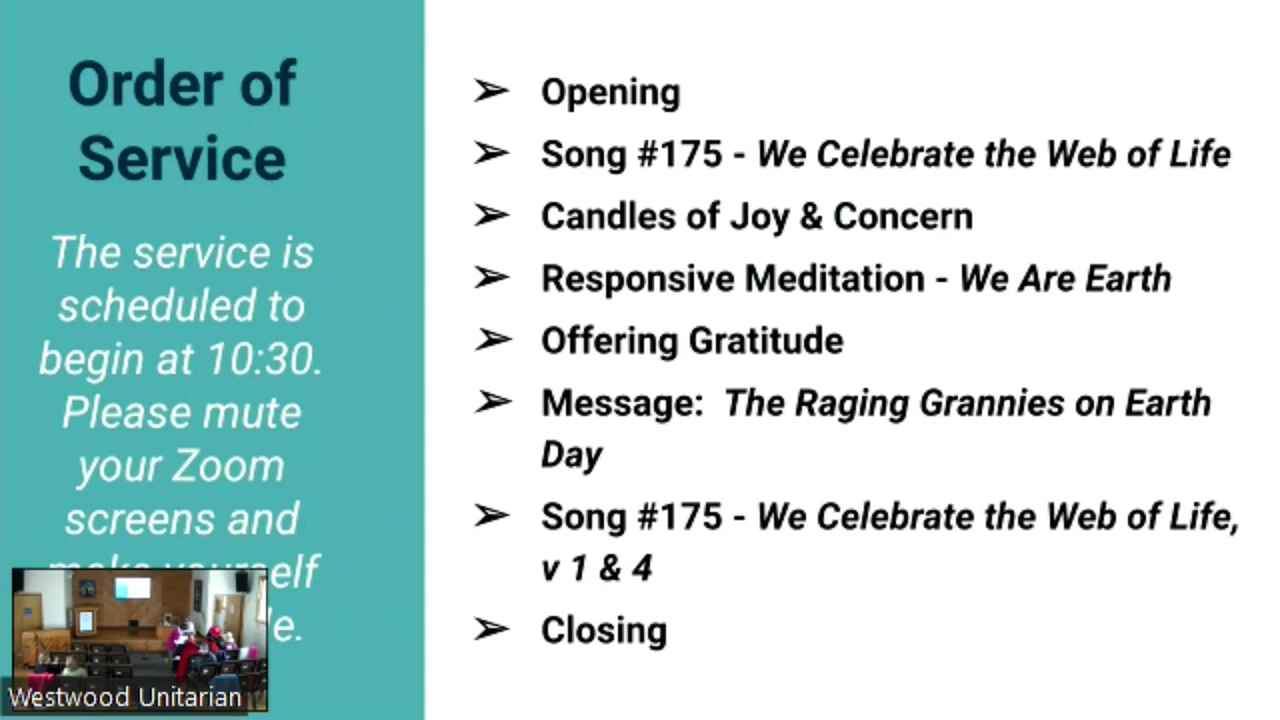 Order of
Service
The service is
scheduled to
begin at 10:30.
Please mute
your Zoom
screens and
➢ Opening
➢ Song #175 - We Celebrate the Web of Life
➢ Candles of Joy & Concern
➢ Responsive Meditation - We Are Earth
➢ Offering Gratitude
➢ Message: The Raging Grannies on Earth
Day
➢ Song #175 - We Celebrate the Web of Life,
v 1 & 4
➢ Closing
Westwood Unitarian